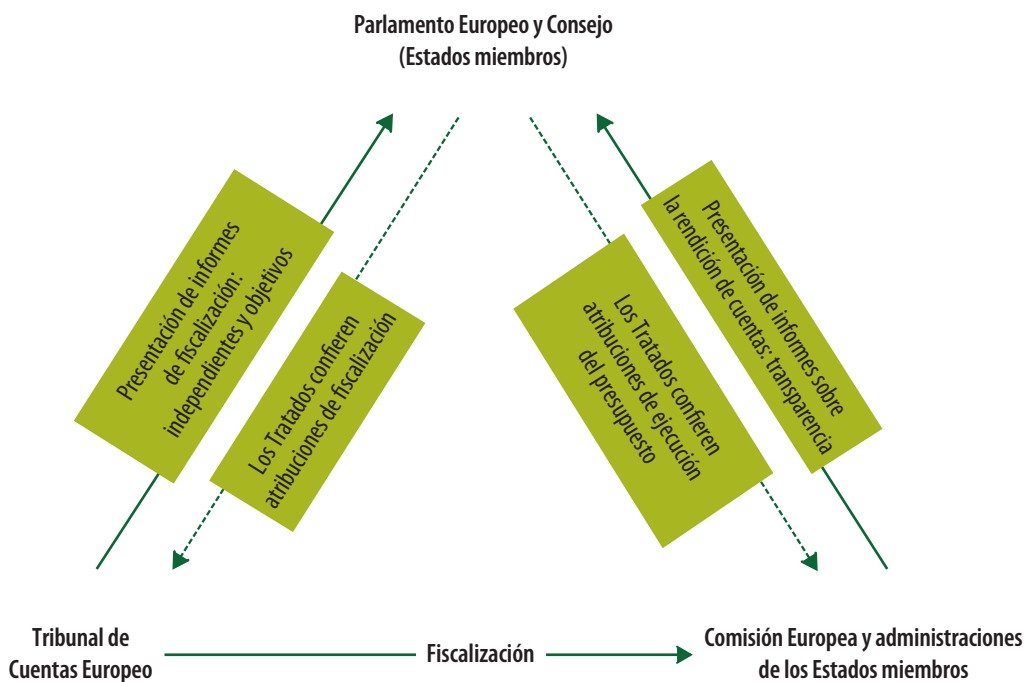 Parlamento Europeo y Consejo
(Estados miembros)
Presentación de informes
de fiscalización:
independientes y objetivos
Los Tratados confieren
atribuciones de fiscalización
Los Tratados confieren
atribuciones de ejecución
del presupuesto
Presentación de informes sobre
la rendición de cuentas: transparencia
Tribunal de
Cuentas Europeo
Fiscalización
Comisión Europea y administraciones
de los Estados miembros